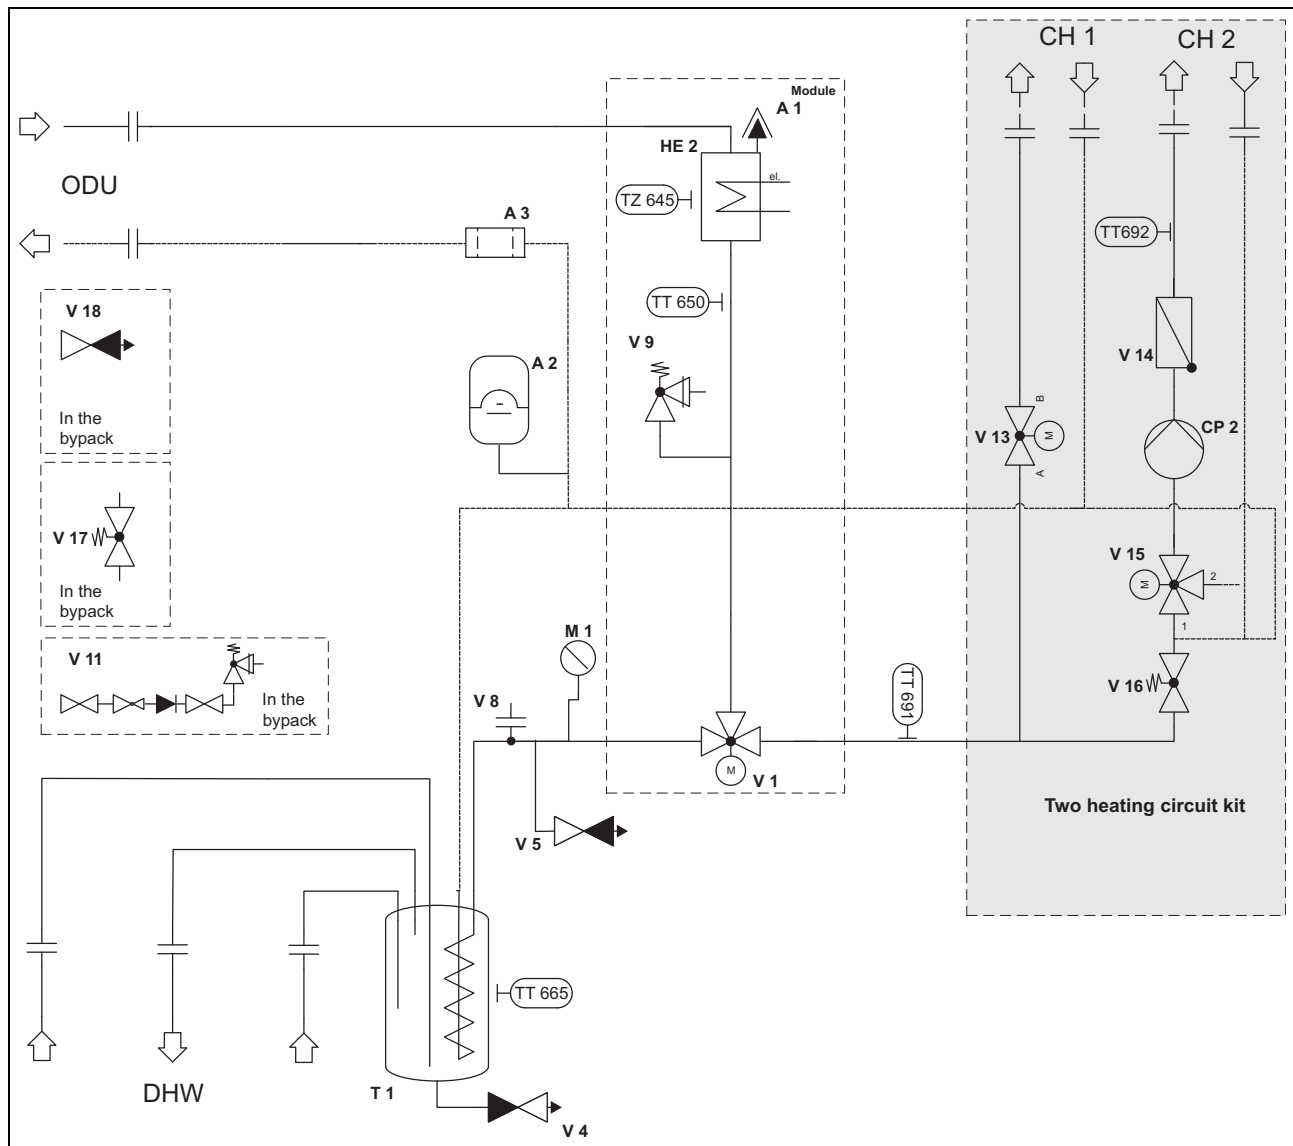 CH 1
CH 2
Module
A 1
HE 2
el.
TZ 645
ODU
A 3
TT692
TT 650
V 18
V 9
V 14
A 2
In the
bypack
B
V 13
M
CP 2
A
V 17
V 15
M
2
In the
bypack
1
M 1
V 11
In the
bypack
V 8
TT 691
V 16
M
V 1
Two heating circuit kit
V 5
TT 665
DHW
T 1
V 4